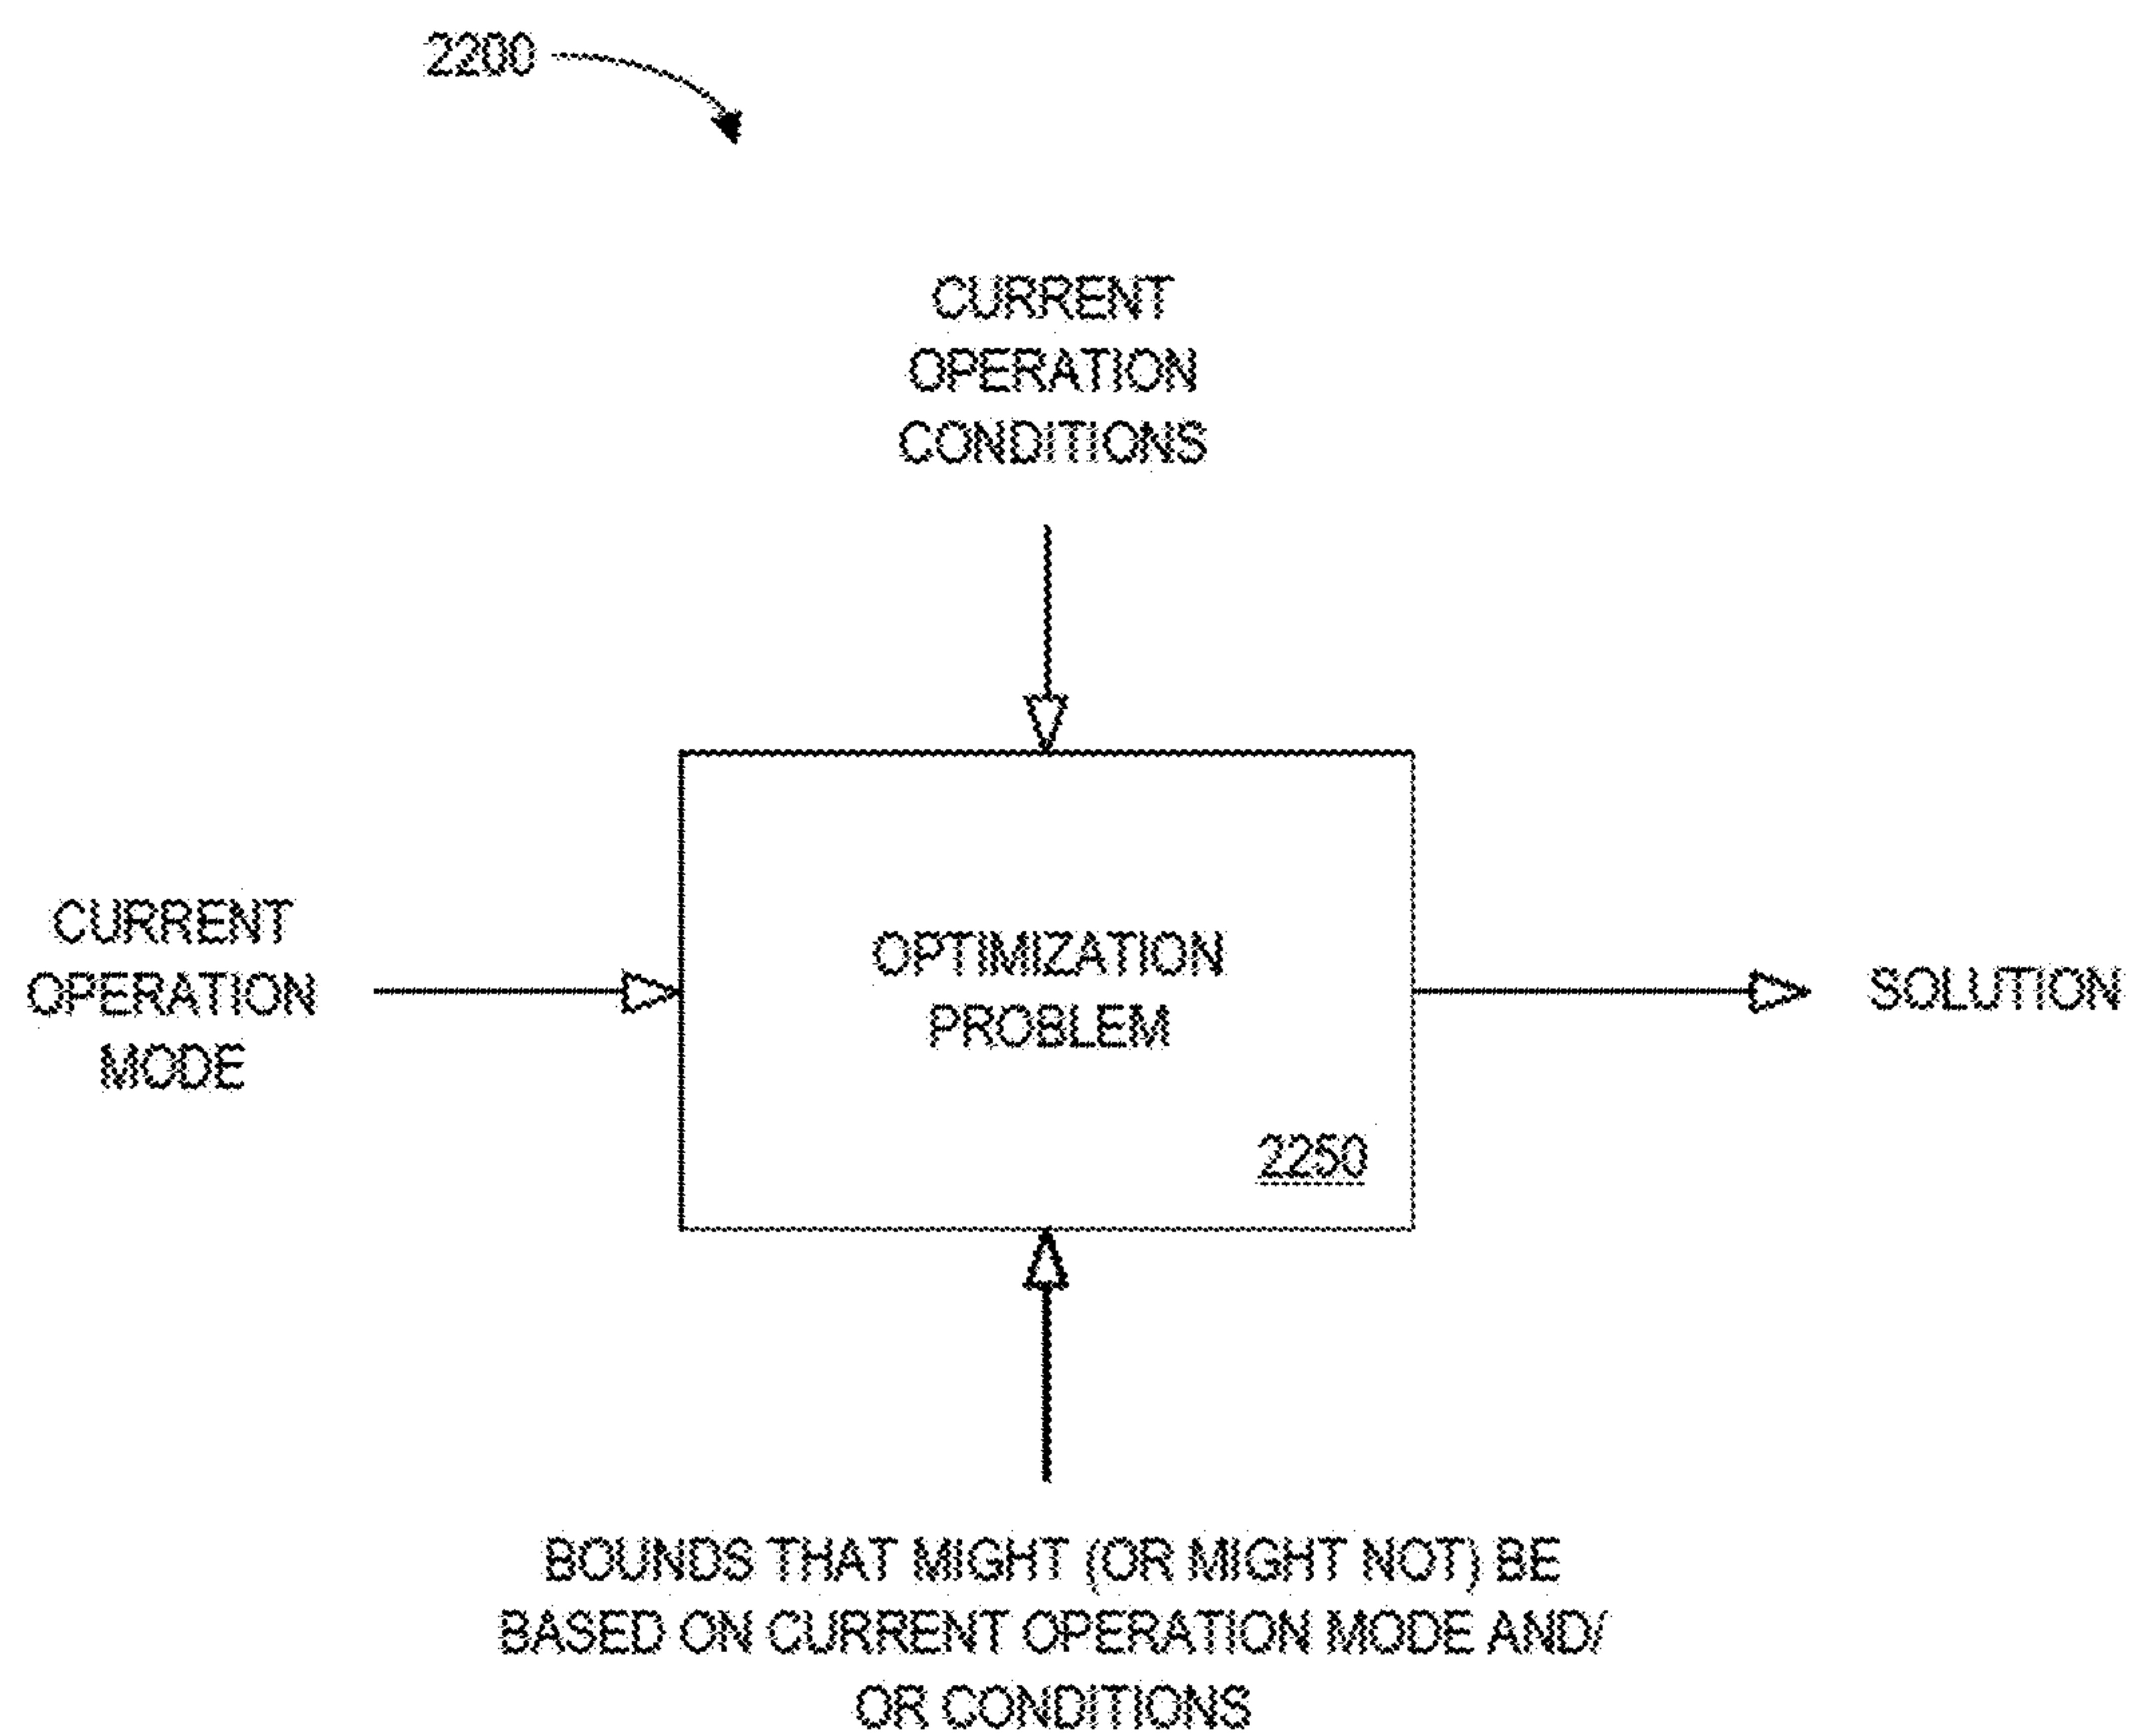 2200
CURRENT
OPERATION
CONDITIONS
CURRENT
OPERATION
MODE
OPTIMIZATION
PROBLEM
2250
SOLUTION
BOUNDS THAT MIGHT (OR MIGHT NOT) BE
BASED ON CURRENT OPERATION MODE AND/
OR CONDITIONS